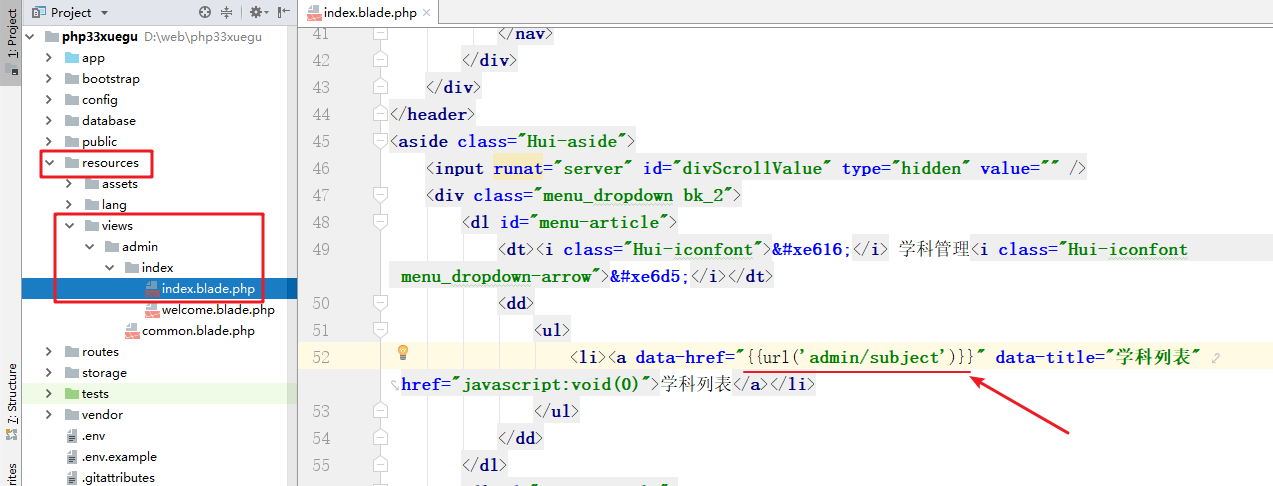 1: Project
7: Structure
rites
Project
php33xuegu D:\web\php33xuegu
app
bootstrap
config
database
public
resources
assets
lang
views
admin
index
index.blade.php
welcome.blade.php
common.blade.php
routes
storage
tests
vendor
.env
.env.example
.gitattributes
index.blade.php ×
41 </nav>
42 </div>
43 </div>
44 </header>
45 <aside class="Hui-aside">
46 <input runat="server" id="divScrollValue" type="hidden" value="" />
47 <div class="menu_dropdown bk_2">
48 <dl id="menu-article">
49 <dt><i class="Hui-iconfont">&#xe616;</i> 学科管理<i class="Hui-iconfont
menu_dropdown-arrow">&#xe6d5;</i></dt>
50 <dd>
51 <ul>
52 <li><a data-href="{{url('admin/subject')}}" data-title="学科列表"
href="javascript:void(0)">学科列表</a></li>
53 </ul>
54 </dd>
55 </dl>